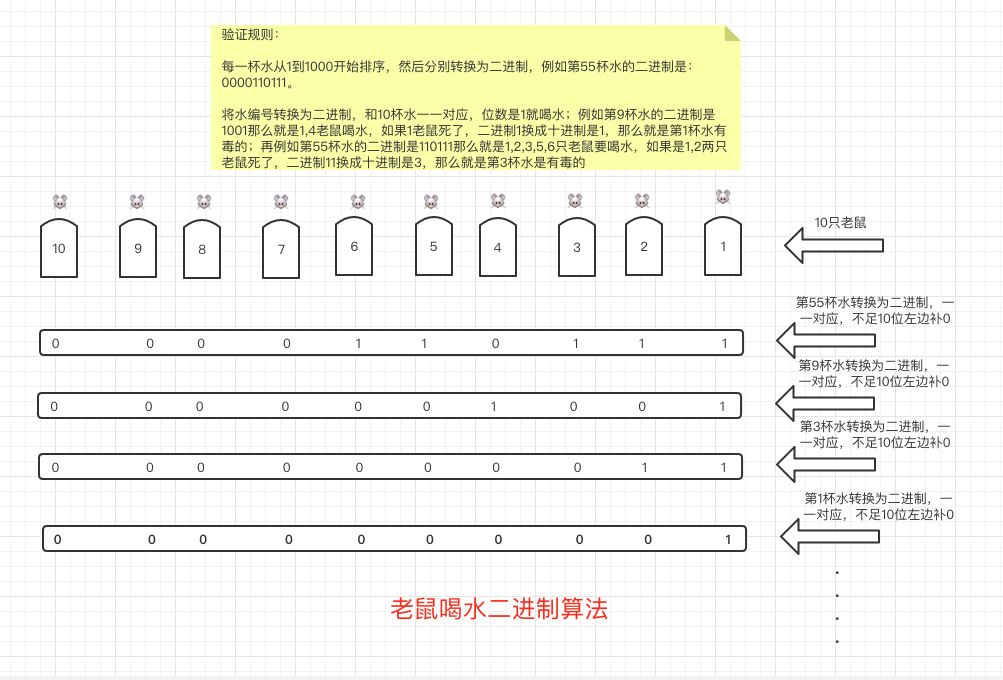 验证规则：
每一杯水从1到1000开始排序，然后分别转换为二进制，例如第55杯水的二进制是：
0000110111。
将水编号转换为二进制，和10杯水一一对应，位数是1就喝水；例如第9杯水的二进制是
1001那么就是1,4老鼠喝水，如果1老鼠死了，二进制1换成十进制是1，那么就是第1杯水有
毒的；再例如第55杯水的二进制是110111那么就是1,2,3,5,6只老鼠要喝水，如果是1,2两只
老鼠死了，二进制11换成十进制是3，那么就是第3杯水是有毒的
10 9 8 7 6 5 4 3 2 1
10只老鼠
第55杯水转换为二进制，一
一对应，不足10位左边补0
0 0 0 0 1 1 0 1 1 1
第9杯水转换为二进制，一
一对应，不足10位左边补0
0 0 0 0 0 0 1 0 0 1
第3杯水转换为二进制，一
一对应，不足10位左边补0
0 0 0 0 0 0 0 0 1 1
第1杯水转换为二进制，一
一对应，不足10位左边补0
0 0 0 0 0 0 0 0 0 1
老鼠喝水二进制算法